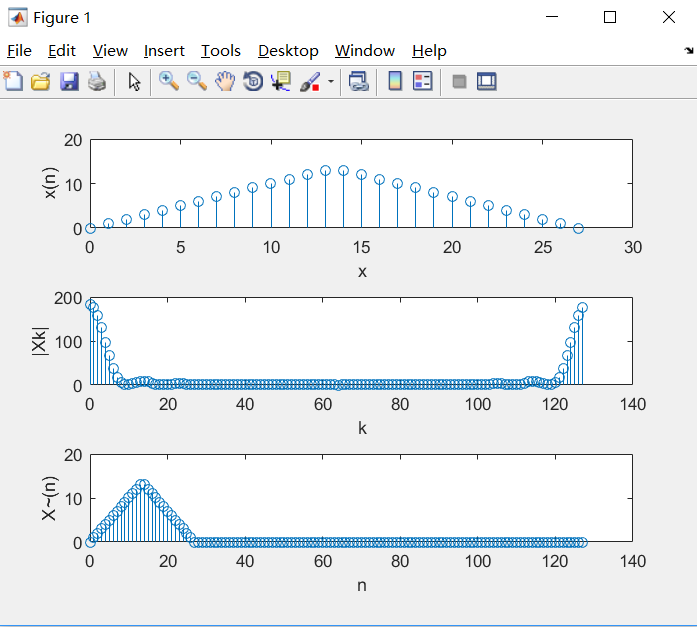 Figure 1
File Edit View Insert Tools Desktop Window Help
20
10
0
x(n)
0 5 10 15 20 25 30
x
200
100
0
|Xk|
0 20 40 60 80 100 120 140
k
20
10
0
X~(n)
0 20 40 60 80 100 120 140
n